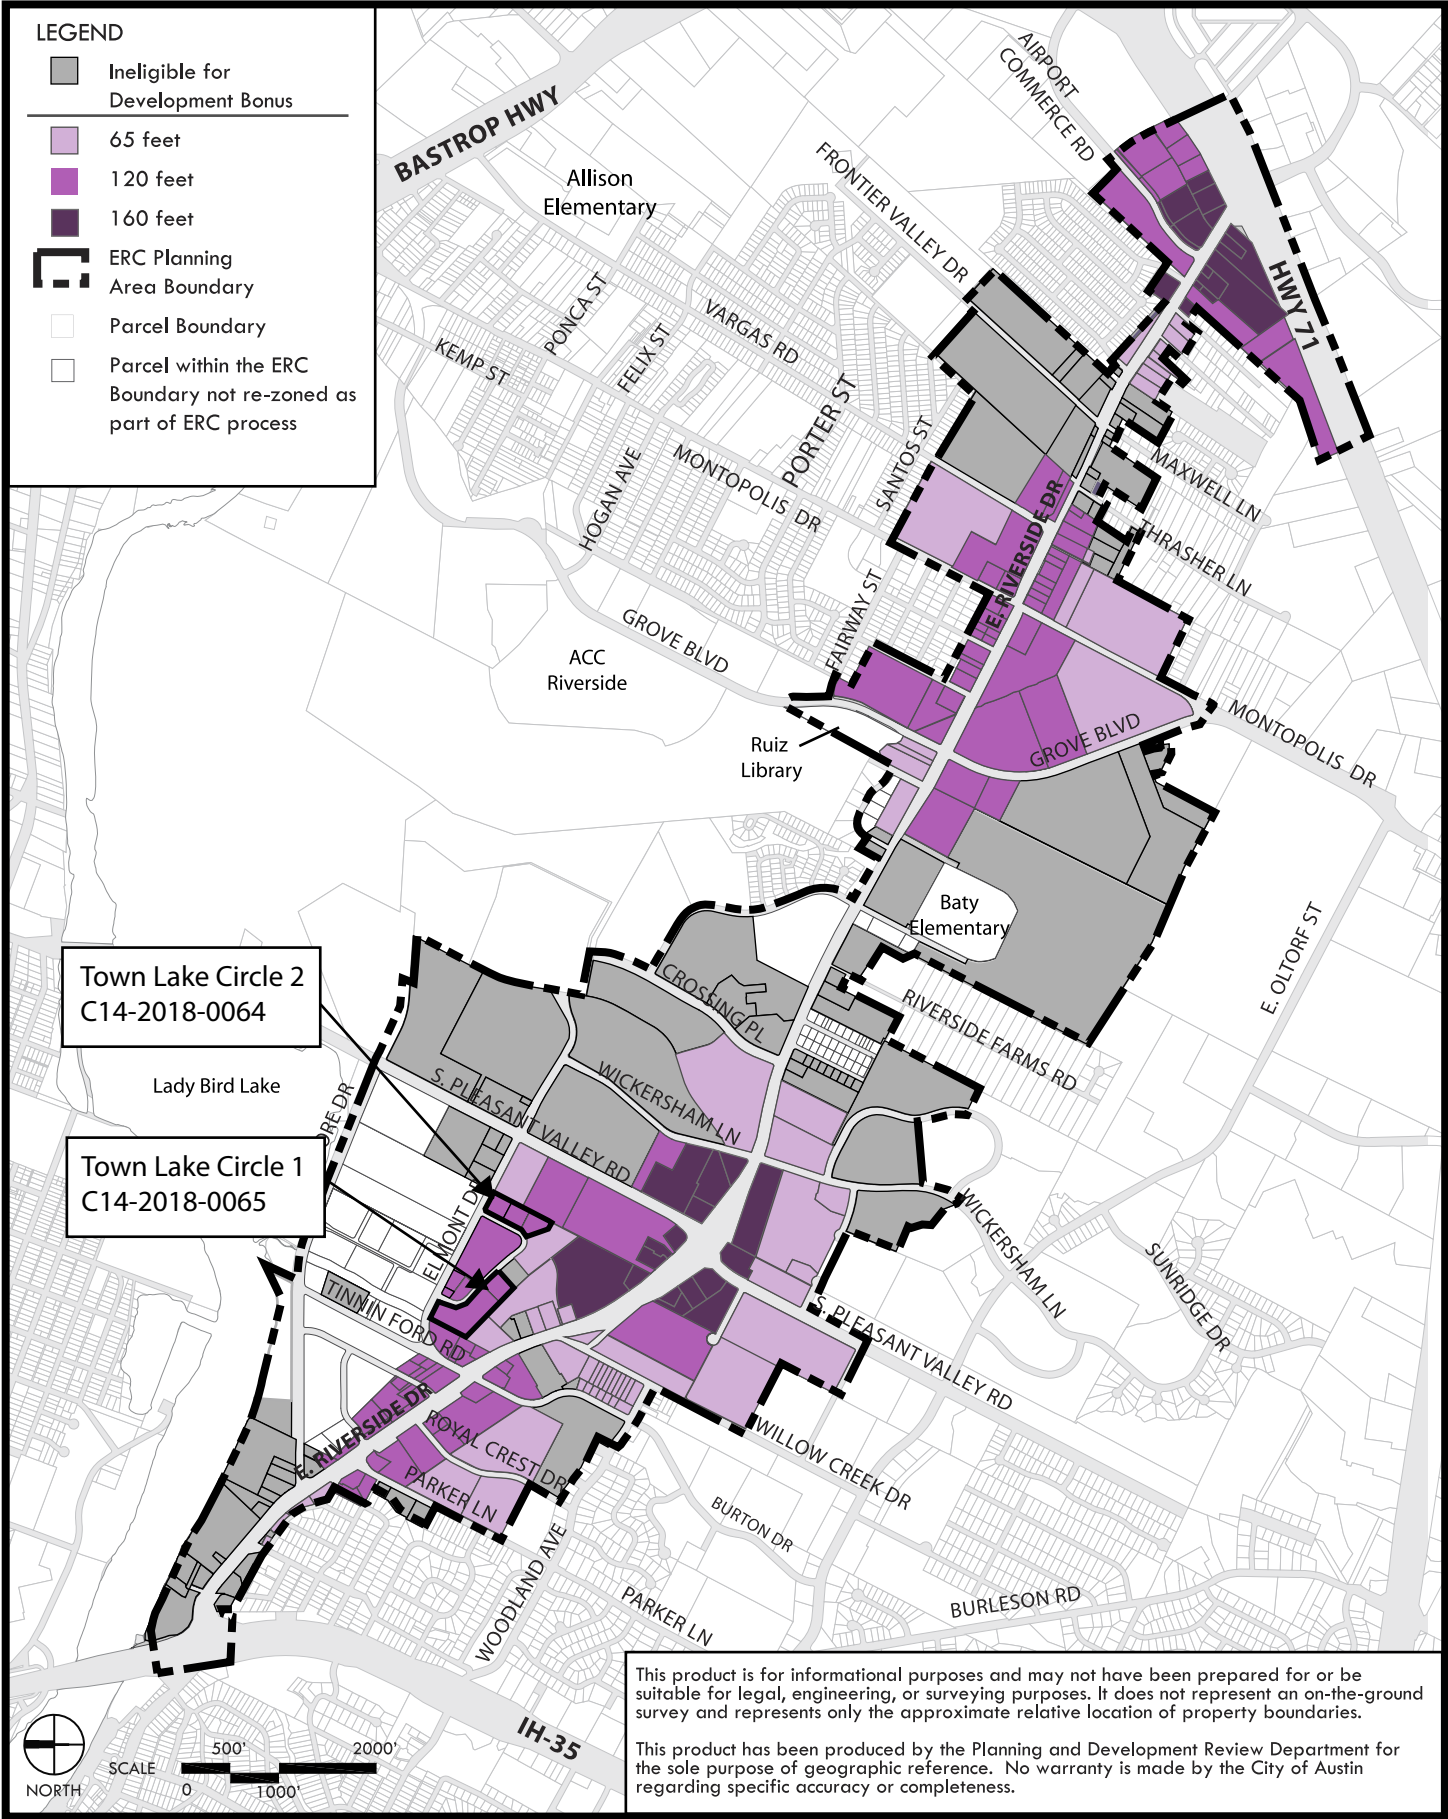 LEGEND
Ineligible for
Development Bonus
65 feet
120 feet
160 feet
ERC Planning
Area Boundary
Parcel Boundary
Parcel within the ERC
Boundary not re-zoned as
part of ERC process
BASTROP HWY
Allison
Elementary
AIRPORT
COMMERCE RD
FRONTIER VALLEY DR
HWY 71
PONCA ST
VARGAS RD
KEMP ST
FELIX ST
PORTER ST
SANTOS ST
HOGAN AVE
MONTOPOLIS DR
MAXWELL LN
THRASHER LN
E. RIVERSIDE DR
FAIRWAY ST
GROVE BLVD
ACC
Riverside
Ruiz
Library
GROVE BLVD
MONTOPOLIS DR
Baty
Elementary
E. OLTORF ST
Town Lake Circle 2
C14-2018-0064
CROSSING PL
RIVERSIDE FARMS RD
Lady Bird Lake
S. PLEASANT VALLEY RD
WICKERSHAM LN
ORE DR
Town Lake Circle 1
C14-2018-0065
ELMONT DR
WICKERSHAM LN
SUNRIDGE DR
TINNIN FORD RD
S. PLEASANT VALLEY RD
E. RIVERSIDE DR
ROYAL CREST DR
PARKER LN
WILLOW CREEK DR
BURTON DR
WOODLAND AVE
PARKER LN
BURLESON RD
IH-35
NORTH
SCALE
500'
2000'
0
1000'
This product is for informational purposes and may not have been prepared for or be
suitable for legal, engineering, or surveying purposes. It does not represent an on-the-ground
survey and represents only the approximate relative location of property boundaries.
This product has been produced by the Planning and Development Review Department for
the sole purpose of geographic reference. No warranty is made by the City of Austin
regarding specific accuracy or completeness.